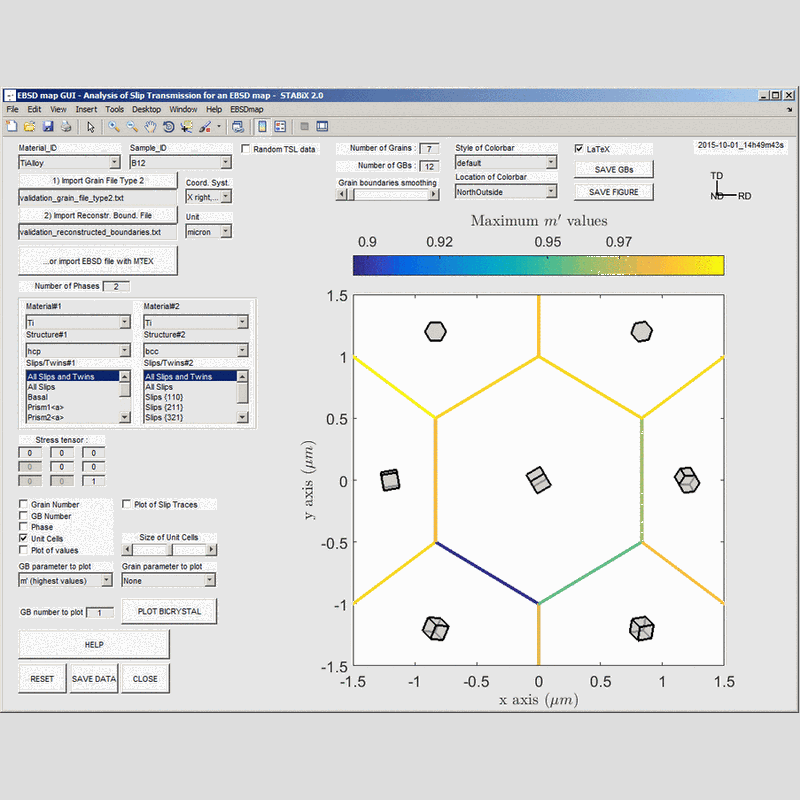 EBSD map GUI - Analysis of Slip Transmission for an EBSD map - STABiX 2.0
File Edit View Insert Tools Desktop Window Help EBSDmap
Material_ID Sample_ID Random TSL data
TiAlloy B12
1) Import Grain File Type 2 Coord. Syst.
validation_grain_file_type2.txt X right,...
2) Import Reconstr. Bound. File Unit
validation_reconstructed_boundaries.txt micron
...or import EBSD file with MTEX
Number of Phases : 2
Material#1 Material#2
Ti Ti
Structure#1 Structure#2
hcp bcc
Slips/Twins#1 Slips/Twins#2
All Slips and Twins All Slips and Twins
All Slips All Slips
Basal Slips {110}
Prism1<a> Slips {211}
Prism2<a> Slips {321}
Stress tensor :
0 0 0
0 0 0
0 0 1
Grain Number Plot of Slip Traces
GB Number
Phase
Unit Cells Size of Unit Cells
Plot of values
GB parameter to plot Grain parameter to plot
m' (highest values) None
GB number to plot 1 PLOT BICRYSTAL
HELP
RESET SAVE DATA CLOSE
Number of Grains : 7
Number of GBs : 12
Grain boundaries smoothing
Style of Colorbar
default
Location of Colorbar
NorthOutside
LaTeX
SAVE GBs
SAVE FIGURE
2015-10-01_14h49m43s
TD
ND RD
Maximum m′ values
0.9 0.92 0.95 0.97
1.5
1
0.5
0
-0.5
-1
-1.5
y axis (μm)
-1.5 -1 -0.5 0 0.5 1 1.5
x axis (μm)